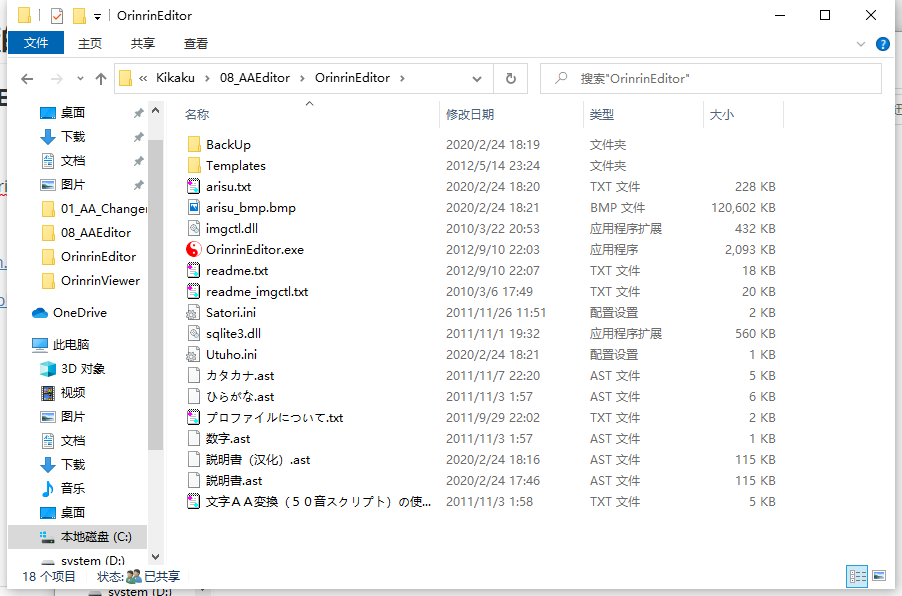 OrinrinEditor
文件 主页 共享 查看
« Kikaku › 08_AAEditor › OrinrinEditor ›
搜索"OrinrinEditor"
桌面
下载
文档
图片
01_AA_Changer
08_AAEditor
OrinrinEditor
OrinrinViewer
OneDrive
此电脑
3D 对象
视频
图片
文档
下载
音乐
桌面
本地磁盘 (C:)
system (D:)
名称 修改日期 类型 大小
BackUp 2020/2/24 18:19 文件夹
Templates 2012/5/14 23:24 文件夹
arisu.txt 2020/2/24 18:20 TXT 文件 228 KB
arisu_bmp.bmp 2020/2/24 18:21 BMP 文件 120,602 KB
imgctl.dll 2010/3/22 20:53 应用程序扩展 432 KB
OrinrinEditor.exe 2012/9/10 22:03 应用程序 2,093 KB
readme.txt 2012/9/10 22:07 TXT 文件 18 KB
readme_imgctl.txt 2010/3/6 17:49 TXT 文件 20 KB
Satori.ini 2011/11/26 11:51 配置设置 2 KB
sqlite3.dll 2011/11/1 19:32 应用程序扩展 560 KB
Utuho.ini 2020/2/24 18:21 配置设置 1 KB
カタカナ.ast 2011/11/7 22:20 AST 文件 5 KB
ひらがな.ast 2011/11/3 1:57 AST 文件 6 KB
プロファイルについて.txt 2011/9/29 22:02 TXT 文件 2 KB
数字.ast 2011/11/3 1:57 AST 文件 1 KB
説明書（汉化）.ast 2020/2/24 18:16 AST 文件 115 KB
説明書.ast 2020/2/24 17:46 AST 文件 115 KB
文字ＡＡ変換（５０音スクリプト）の使... 2011/11/3 1:58 TXT 文件 5 KB
18 个项目 状态: 已共享
system (D:)